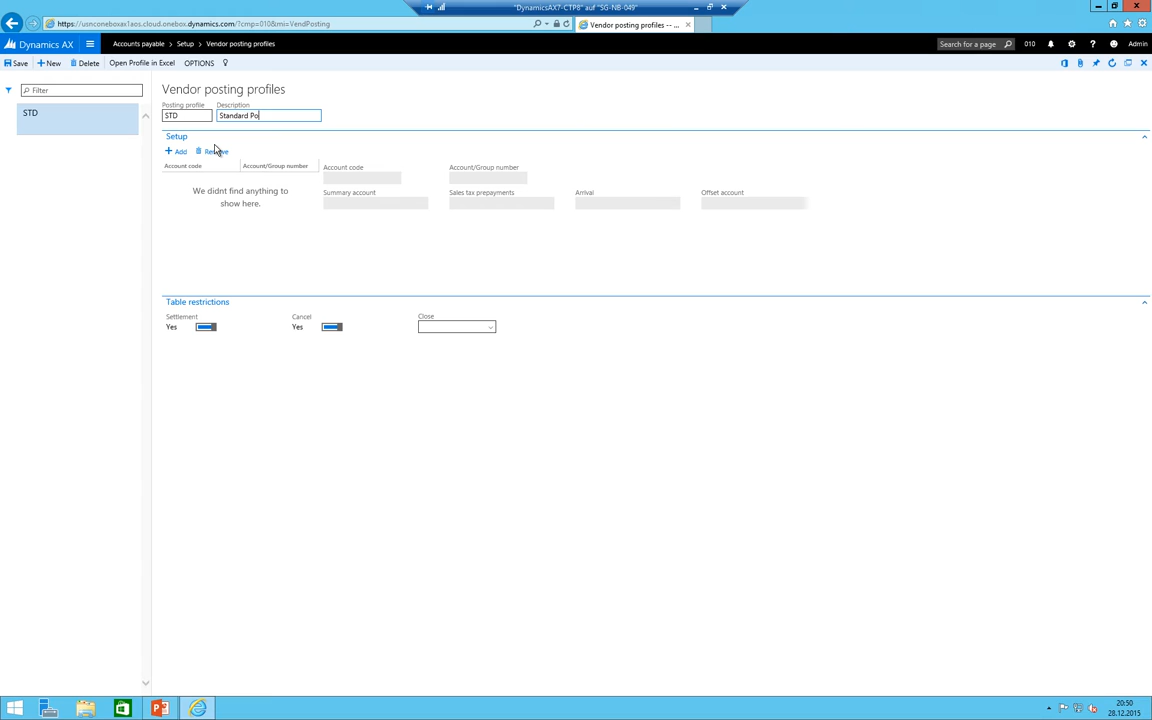 "DynamicsAX7-CTP8" auf "SG-NB-049"
https://usnconeboxax1aos.cloud.onebox.dynamics.com/?cmp=010&mi=VendPosting
Vendor posting profiles -- ...
Dynamics AX
Accounts payable > Setup > Vendor posting profiles
Search for a page
010
Admin
Save
New
Delete
Open Profile in Excel
OPTIONS
Filter
STD
Vendor posting profiles
Posting profile
Description
STD
Standard Po
Setup
Add
Remove
Account code
Account/Group number
We didnt find anything to
show here.
Account code
Account/Group number
Summary account
Sales tax prepayments
Arrival
Offset account
Table restrictions
Settlement
Cancel
Close
Yes
Yes
20:50
28.12.2015